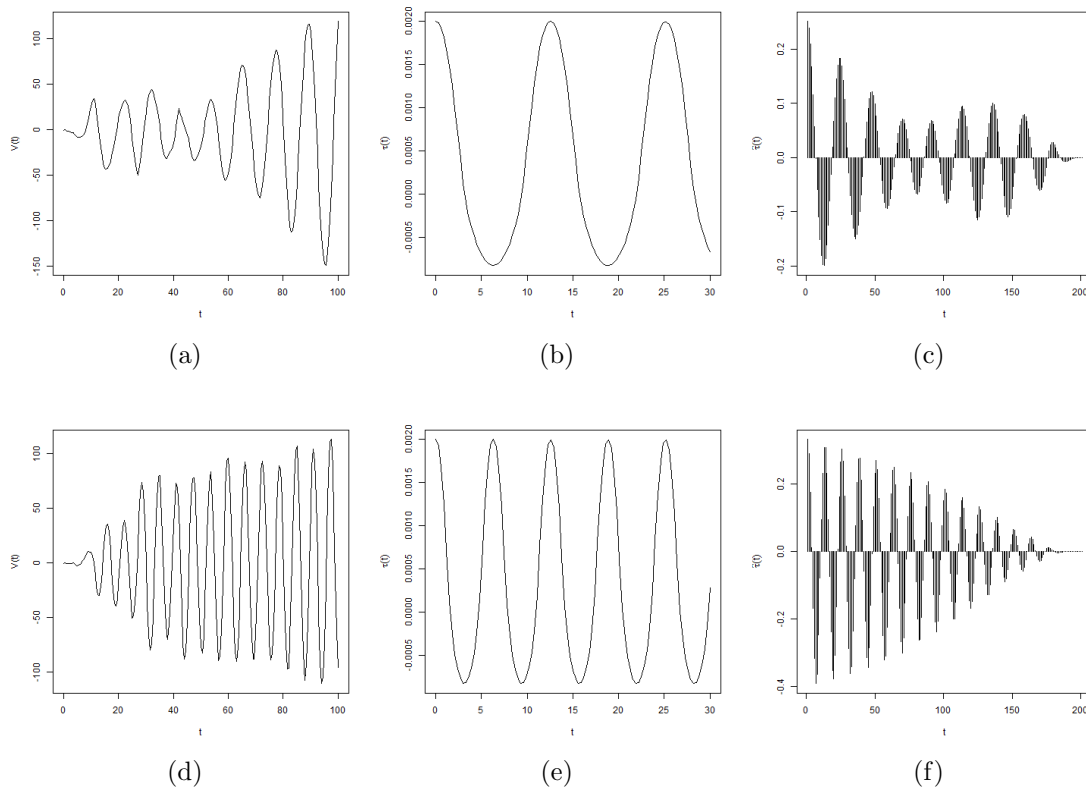 V(t)
-150 -100 -50 0 50 100
0 20 40 60 80 100
t
(a)
τ(t)
-0.0005 0.0000 0.0005 0.0010 0.0015 0.0020
0 5 10 15 20 25 30
t
(b)
τ̃(t)
-0.2 -0.1 0.0 0.1 0.2
0 50 100 150 200
t
(c)
V(t)
-100 -50 0 50 100
0 20 40 60 80 100
t
(d)
τ(t)
-0.0005 0.0000 0.0005 0.0010 0.0015 0.0020
0 5 10 15 20 25 30
t
(e)
τ̃(t)
-0.4 -0.2 0.0 0.2
0 50 100 150 200
t
(f)